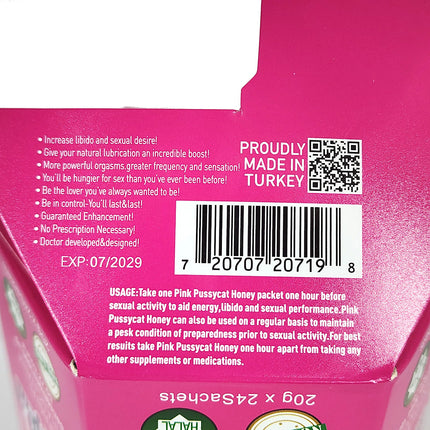 · Increase libido and sexual desire!
· Give your natural lubrication an incredible boost!
· More powerful orgasms.greater frequency and sensation!
· You'll be hungier for sex than you've ever been before!
· Be the lover you've always wanted to be!
· Be in control-You'll last&last!
· Guaranteed Enhancement!
· No Prescription Necessary!
· Doctor developed&designed!
EXP:07/2029
PROUDLY
MADE IN
TURKEY
7 20707 20719 8
USAGE:Take one Pink Pussycat Honey packet one hour before
sexual activity to aid energy,libido and sexual performance.Pink
Pussycat Honey can also be used on a regular basis to maintain
a pesk condition of preparedness prior to sexual activity.For best
results take Pink Pussycat Honey one hour apart from taking any
other supplements or medications.
20g x 24Sachets
HALAL